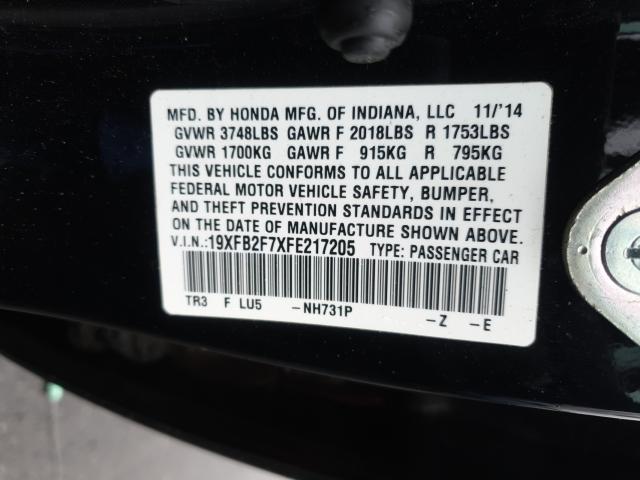 MFD. BY HONDA MFG. OF INDIANA, LLC 11/'14
GVWR 3748LBS GAWR F 2018LBS R 1753LBS
GVWR 1700KG GAWR F 915KG R 795KG
THIS VEHICLE CONFORMS TO ALL APPLICABLE
FEDERAL MOTOR VEHICLE SAFETY, BUMPER,
AND THEFT PREVENTION STANDARDS IN EFFECT
ON THE DATE OF MANUFACTURE SHOWN ABOVE.
V.I.N.:19XFB2F7XFE217205 TYPE: PASSENGER CAR
TR3 F LU5 -NH731P -Z -E